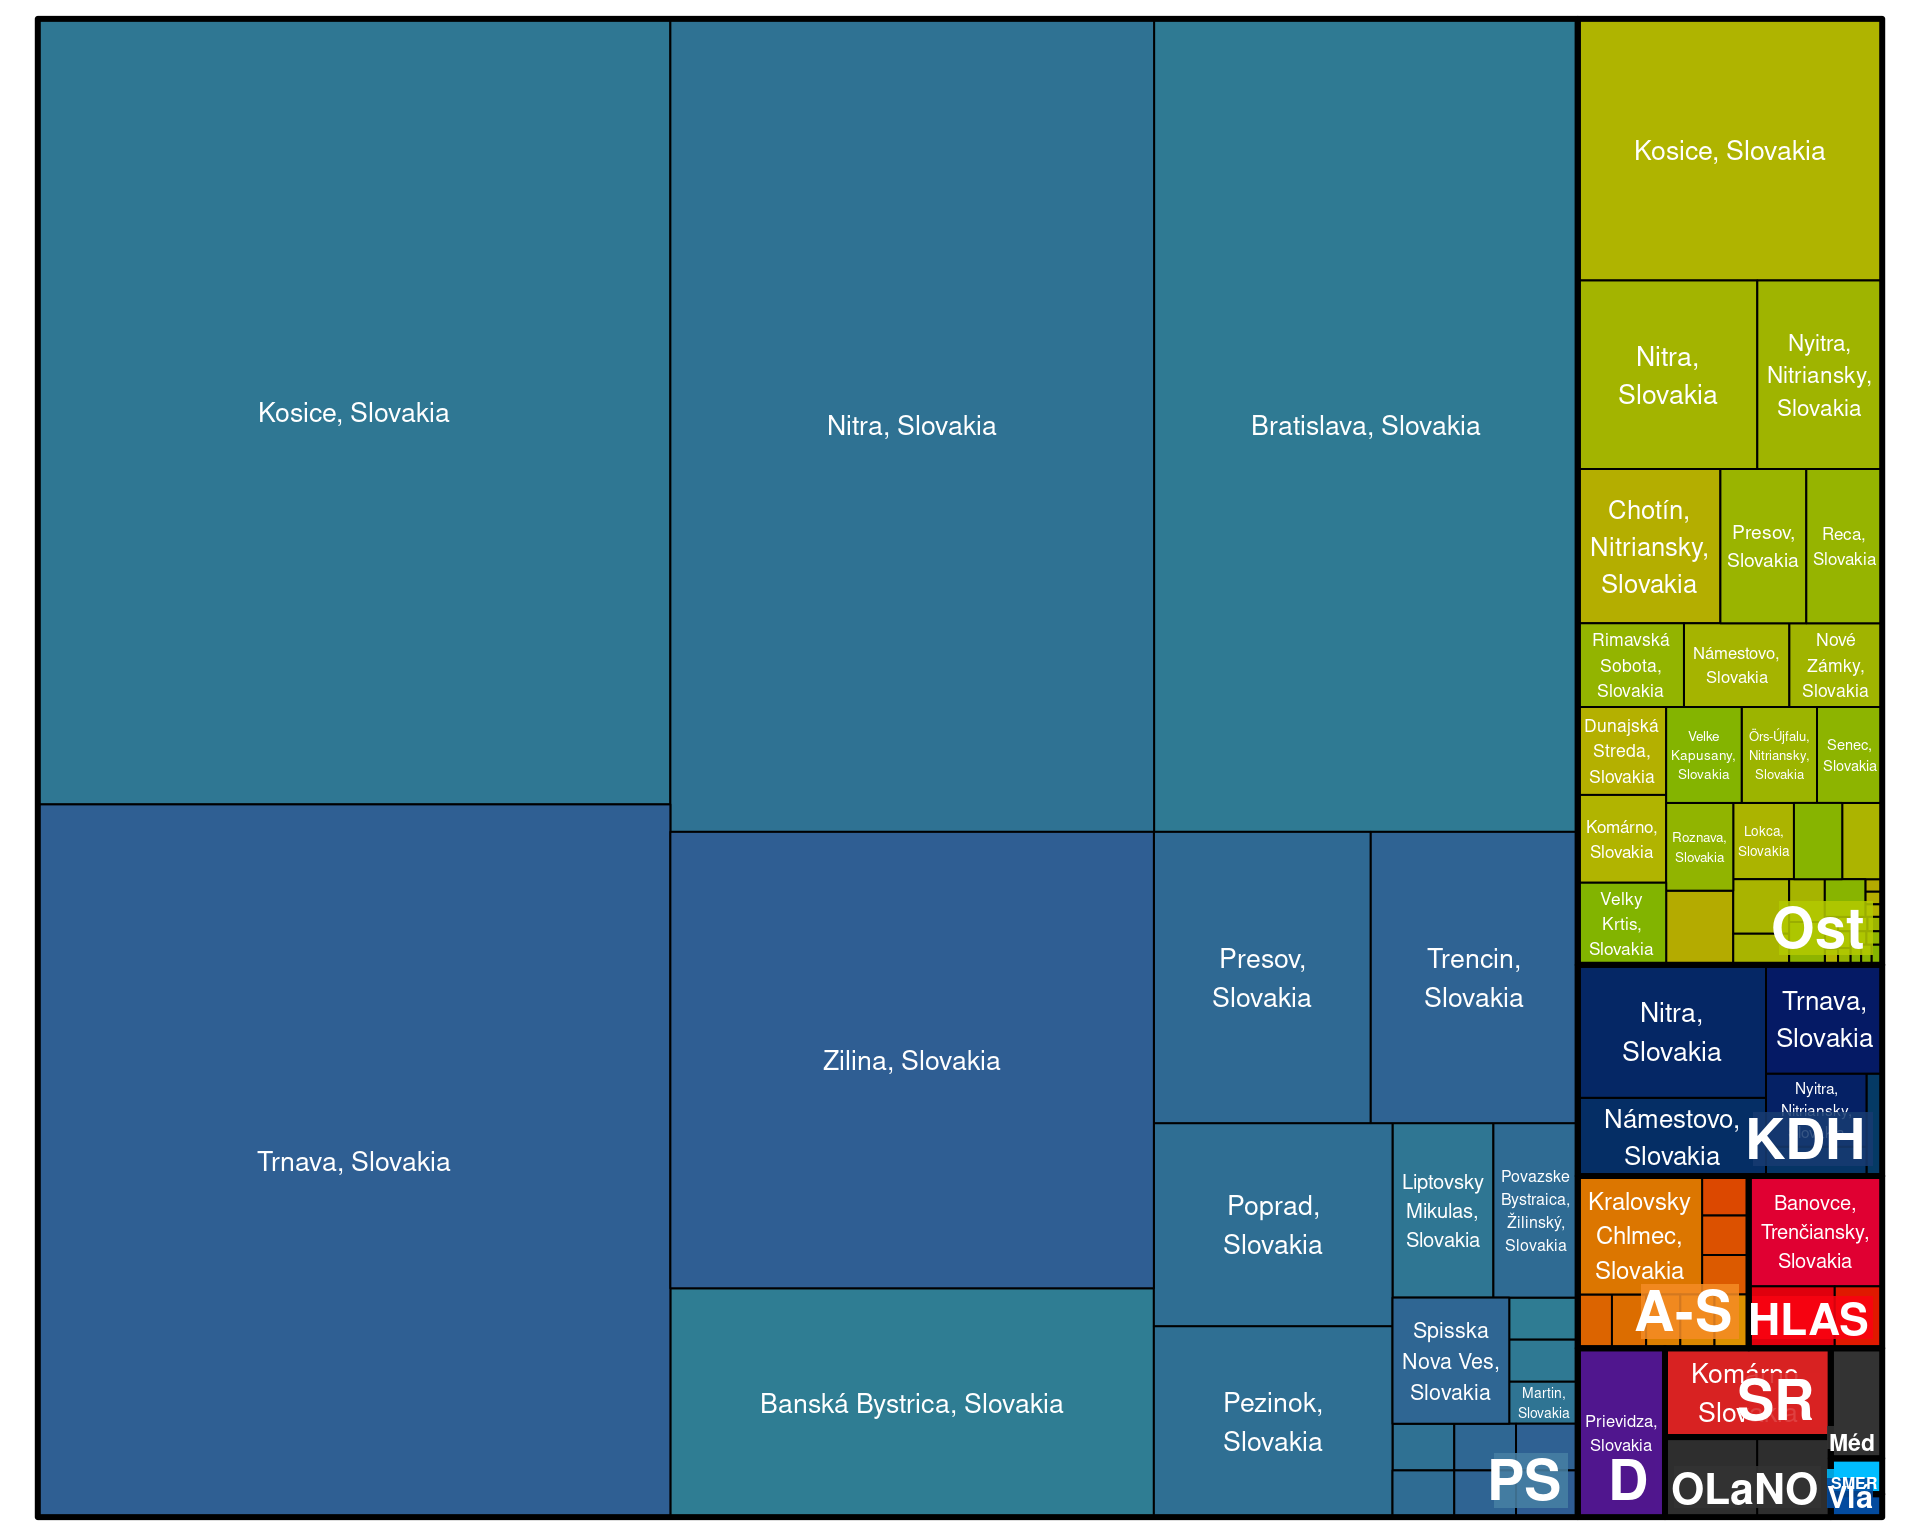 Kosice, Slovakia
Nitra, Slovakia
Bratislava, Slovakia
Trnava, Slovakia
Zilina, Slovakia
Banská Bystrica, Slovakia
Presov,
Slovakia
Trencin,
Slovakia
Poprad,
Slovakia
Liptovsky
Mikulas,
Slovakia
Povazske
Bystraica,
Žilinský,
Slovakia
Pezinok,
Slovakia
Spisska
Nova Ves,
Slovakia
Martin,
Slovakia
PS
Kosice, Slovakia
Nitra,
Slovakia
Nyitra,
Nitriansky,
Slovakia
Chotín,
Nitriansky,
Slovakia
Presov,
Slovakia
Reca,
Slovakia
Rimavská
Sobota,
Slovakia
Námestovo,
Slovakia
Nové
Zámky,
Slovakia
Dunajská
Streda,
Slovakia
Velke
Kapusany,
Slovakia
Örs-Újfalu,
Nitriansky,
Slovakia
Senec,
Slovakia
Komárno,
Slovakia
Roznava,
Slovakia
Lokca,
Slovakia
Velky
Krtis,
Slovakia
Ost
Nitra,
Slovakia
Trnava,
Slovakia
Námestovo,
Slovakia
Nyitra,
Nitriansky,
KDH
Kralovsky
Chlmec,
Slovakia
A-S
Banovce,
Trenčiansky,
Slovakia
HLAS
Prievidza,
Slovakia
D
Komárno
Slovakia
SR
OLaNO
Méd
SMER
Via